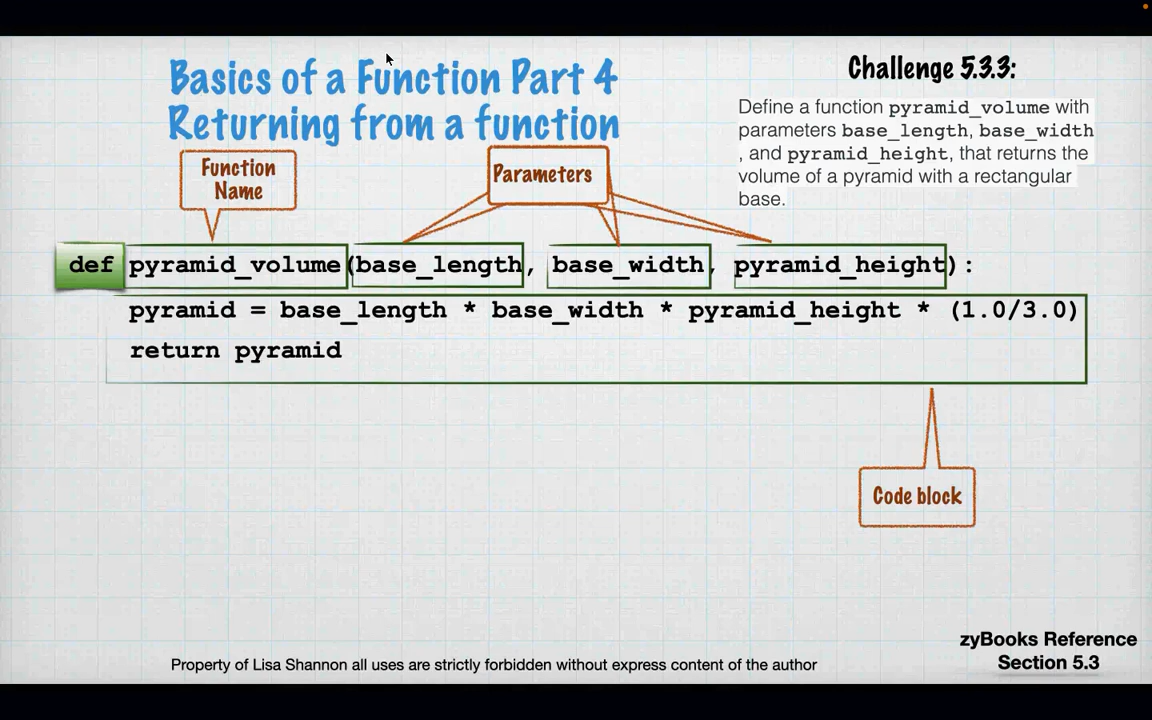 Basics of a Function Part 4
Returning from a function
Challenge 5.3.3:
Define a function pyramid_volume with
parameters base_length, base_width
, and pyramid_height, that returns the
volume of a pyramid with a rectangular
base.
Function
Name
Parameters
def pyramid_volume(base_length, base_width, pyramid_height):
pyramid = base_length * base_width * pyramid_height * (1.0/3.0)
return pyramid
Code block
zyBooks Reference
Section 5.3
Property of Lisa Shannon all uses are strictly forbidden without express content of the author